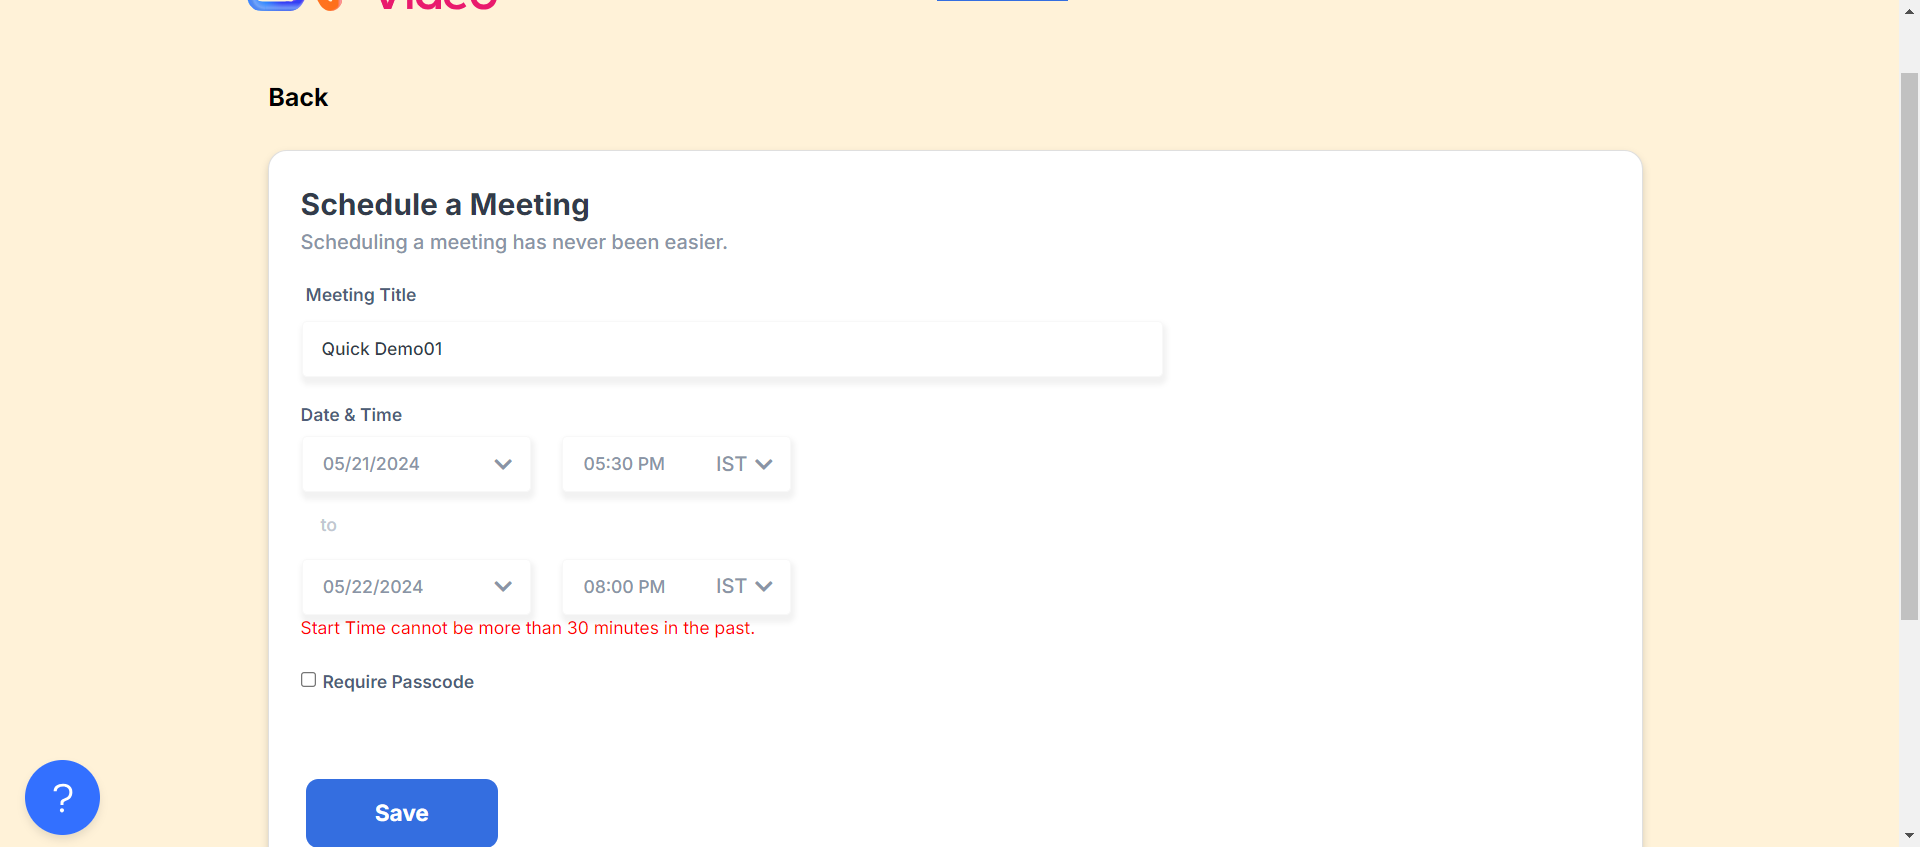 Video
Back
Schedule a Meeting
Scheduling a meeting has never been easier.
Meeting Title
Quick Demo01
Date & Time
05/21/2024 05:30 PM IST
to
05/22/2024 08:00 PM IST
Start Time cannot be more than 30 minutes in the past.
Require Passcode
?
Save